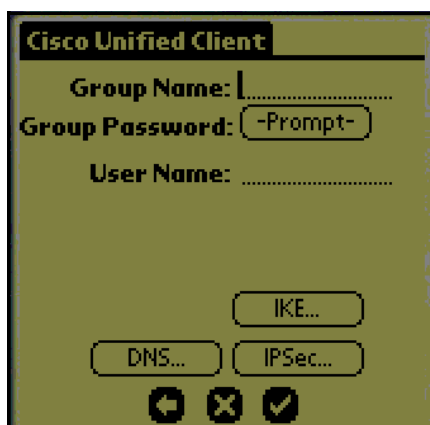 Cisco Unified Client
Group Name:
Group Password: -Prompt-
User Name:
IKE...
DNS... IPSec...